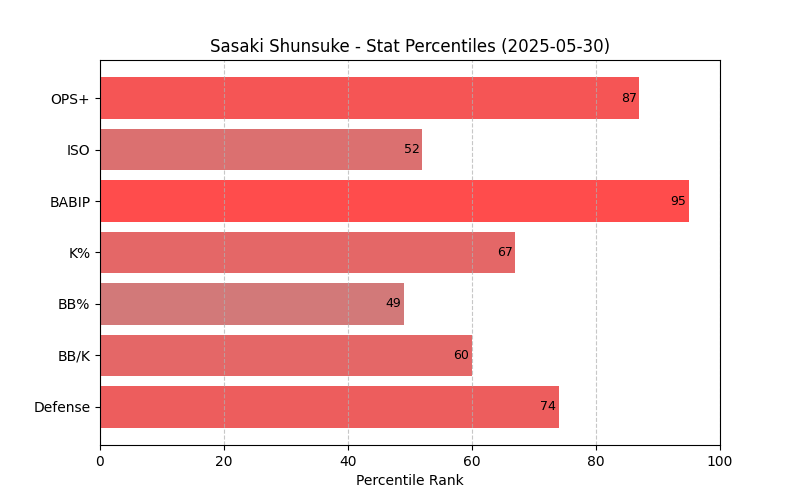 Sasaki Shunsuke - Stat Percentiles (2025-05-30)
OPS+ 87
ISO 52
BABIP 95
K% 67
BB% 49
BB/K 60
Defense 74
0 20 40 60 80 100
Percentile Rank